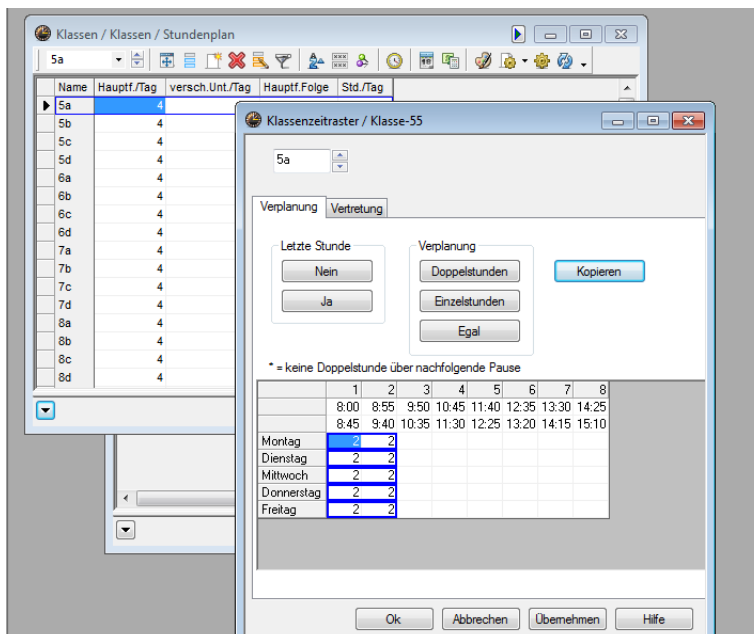 Klassen / Klassen / Stundenplan
5a
Name Hauptf./Tag versch.Unt./Tag Hauptf.Folge Std./Tag
5a 4
5b 4
5c 4
5d 4
6a 4
6b 4
6c 4
6d 4
7a 4
7b 4
7c 4
7d 4
8a 4
8b 4
8c 4
8d 4
Klassenzeitraster / Klasse-55
5a
Verplanung Vertretung
Letzte Stunde Verplanung
Nein Doppelstunden Kopieren
Ja Einzelstunden
Egal
* = keine Doppelstunde über nachfolgende Pause
1 2 3 4 5 6 7 8
8:00 8:55 9:50 10:45 11:40 12:35 13:30 14:25
8:45 9:40 10:35 11:30 12:25 13:20 14:15 15:10
Montag 2 2
Dienstag 2 2
Mittwoch 2 2
Donnerstag 2 2
Freitag 2 2
Ok Abbrechen Übernehmen Hilfe